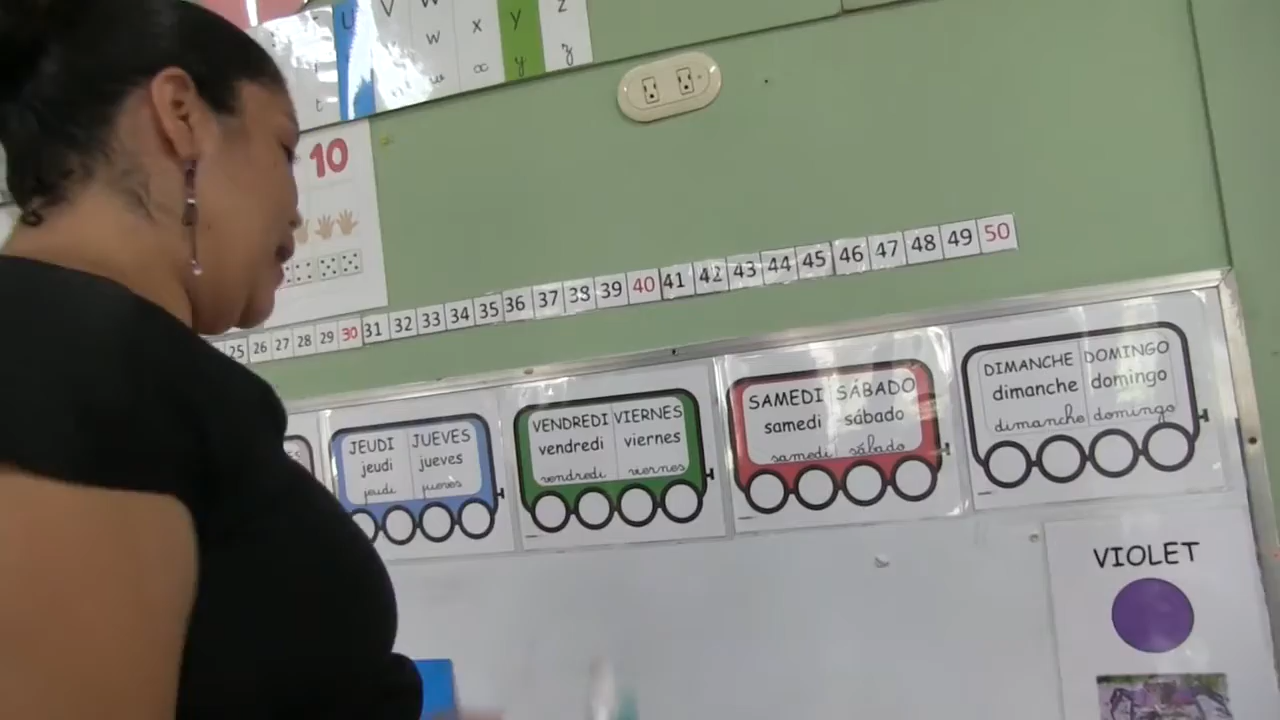 U V W X Y Z
w x y z
t
10
25 26 27 28 29 30 31 32 33 34 35 36 37 38 39 40 41 42 43 44 45 46 47 48 49 50
JEUDI JUEVES
jeudi jueves
jeudi jueves
VENDREDI VIERNES
vendredi viernes
vendredi viernes
SAMEDI SÁBADO
samedi sábado
samedi sábado
DIMANCHE DOMINGO
dimanche domingo
dimanche domingo
VIOLET